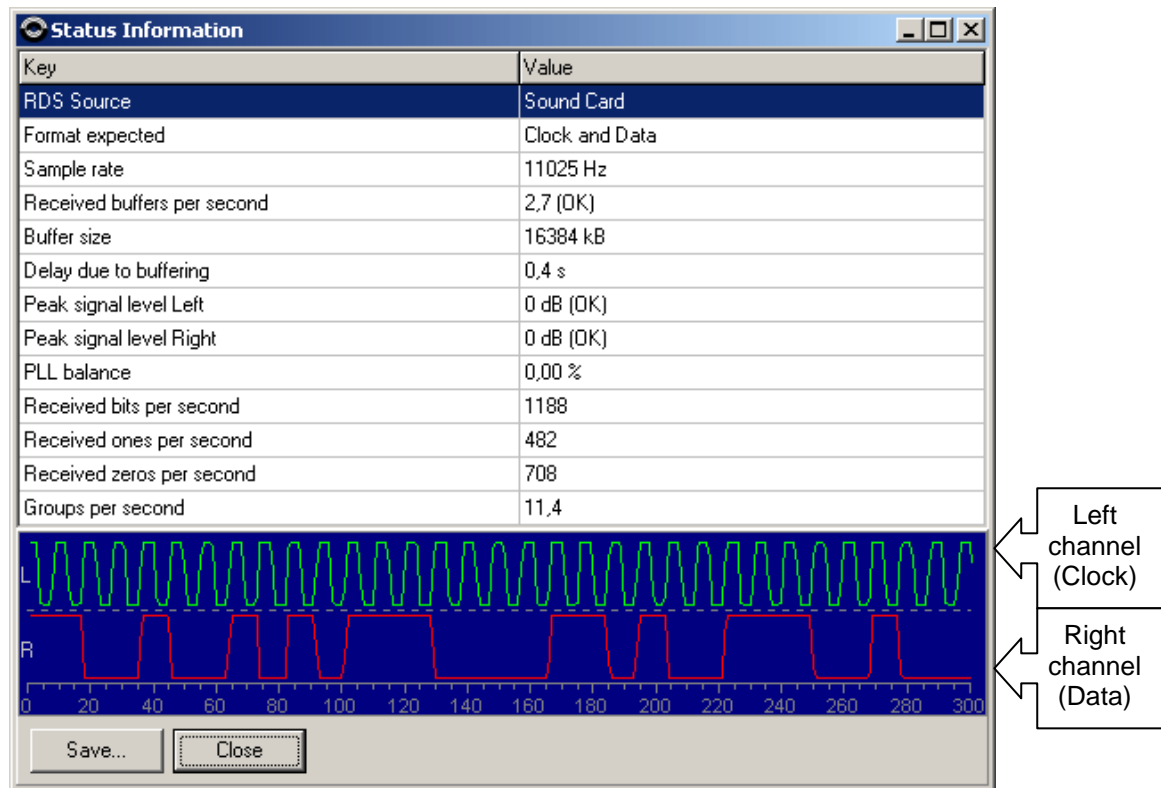 Status Information
Key Value
RDS Source Sound Card
Format expected Clock and Data
Sample rate 11025 Hz
Received buffers per second 2,7 (OK)
Buffer size 16384 kB
Delay due to buffering 0,4 s
Peak signal level Left 0 dB (OK)
Peak signal level Right 0 dB (OK)
PLL balance 0,00 %
Received bits per second 1188
Received ones per second 482
Received zeros per second 708
Groups per second 11,4
L
R
0 20 40 60 80 100 120 140 160 180 200 220 240 260 280 300
Save... Close
Left
channel
(Clock)
Right
channel
(Data)